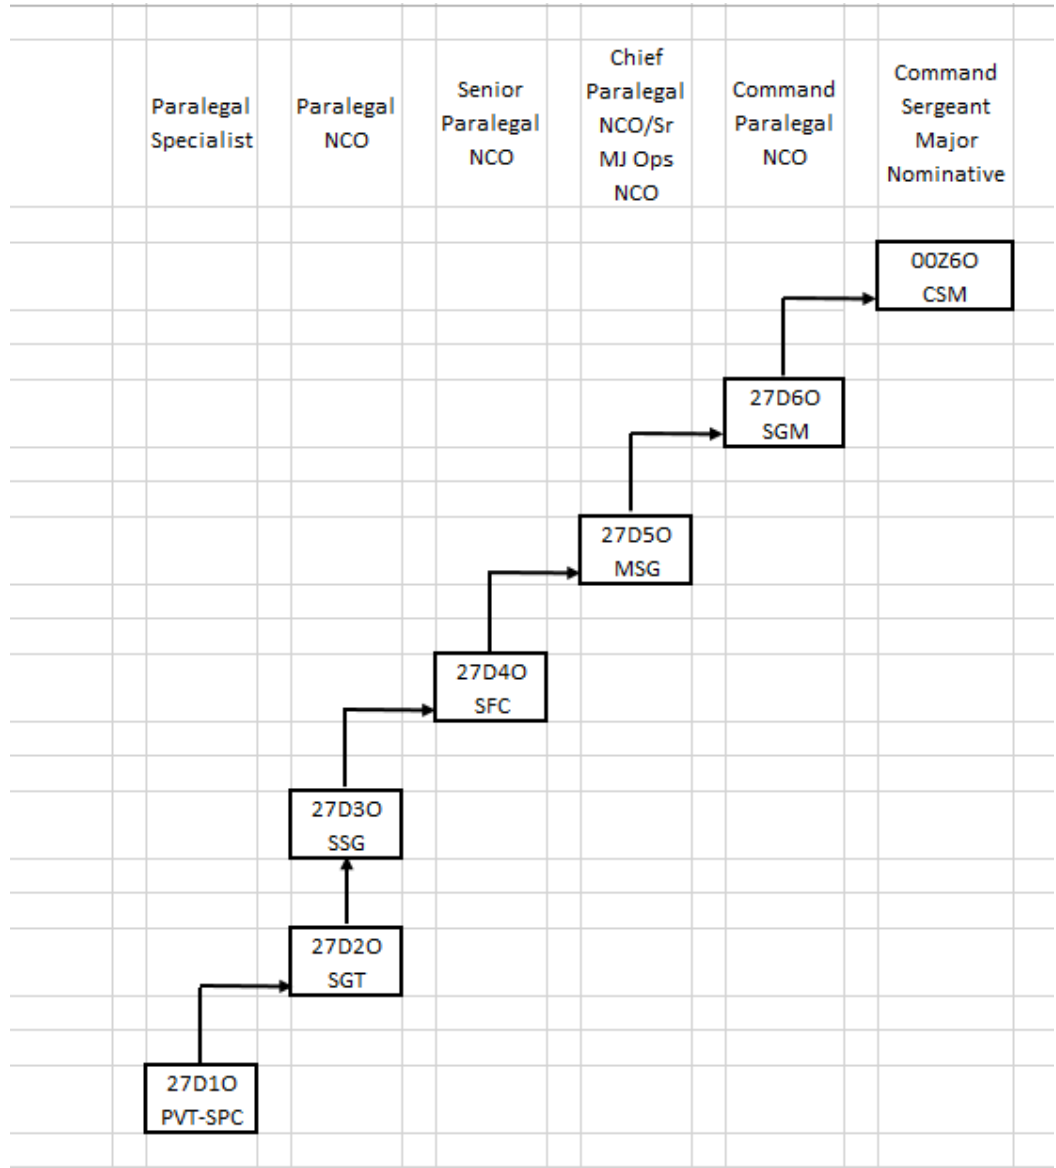 Paralegal
Specialist
Paralegal
NCO
Senior
Paralegal
NCO
Chief
Paralegal
NCO/Sr
MJ Ops
NCO
Command
Paralegal
NCO
Command
Sergeant
Major
Nominative
00Z6O
CSM
27D6O
SGM
27D5O
MSG
27D4O
SFC
27D3O
SSG
27D2O
SGT
27D1O
PVT-SPC